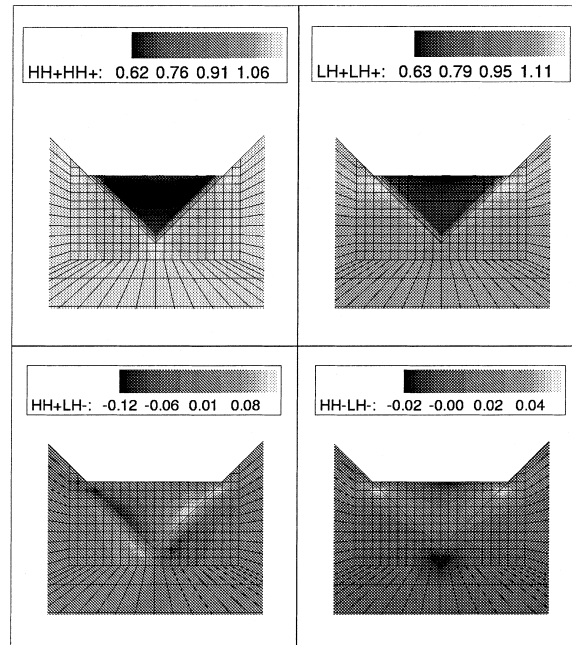 HH+HH+: 0.62 0.76 0.91 1.06
LH+LH+: 0.63 0.79 0.95 1.11
HH+LH-: -0.12 -0.06 0.01 0.08
HH-LH-: -0.02 -0.00 0.02 0.04